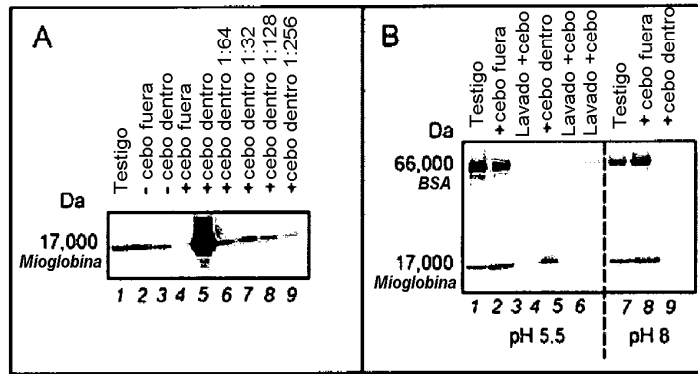 A
Testigo
- cebo fuera
- cebo dentro
+ cebo fuera
+ cebo dentro
+ cebo dentro 1:64
+ cebo dentro 1:32
+ cebo dentro 1:128
+cebo dentro 1:256
Da
17,000
Mioglobina
1 2 3 4 5 6 7 8 9
B
Testigo
+ cebo fuera
Lavado +cebo
+ cebo dentro
Lavado +cebo
Lavado +cebo
Testigo
+ cebo fuera
+cebo dentro
Da
66,000
BSA
17,000
Mioglobina
1 2 3 4 5 6 7 8 9
pH 5.5 pH 8